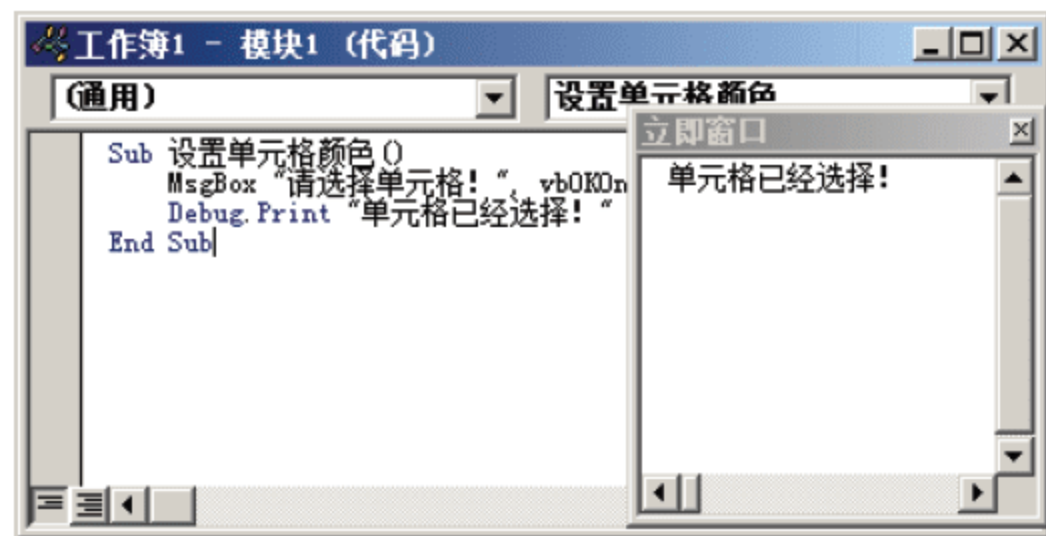 工作簿1 - 模块1 (代码)
(通用)
设置单元格颜色
Sub 设置单元格颜色()
MsgBox "请选择单元格!", vbOKOn
Debug.Print "单元格已经选择!"
End Sub
立即窗口
单元格已经选择!